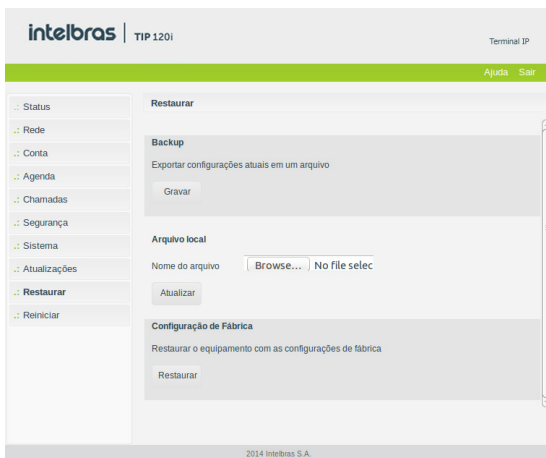 intelbras | TIP 120i
Terminal IP
Ajuda Sair
.: Status
.: Rede
.: Conta
.: Agenda
.: Chamadas
.: Segurança
.: Sistema
.: Atualizações
.: Restaurar
.: Reiniciar
Restaurar
Backup
Exportar configurações atuais em um arquivo
Gravar
Arquivo local
Nome do arquivo Browse... No file selec
Atualizar
Configuração de Fábrica
Restaurar o equipamento com as configurações de fábrica
Restaurar
2014 Intelbras S.A.